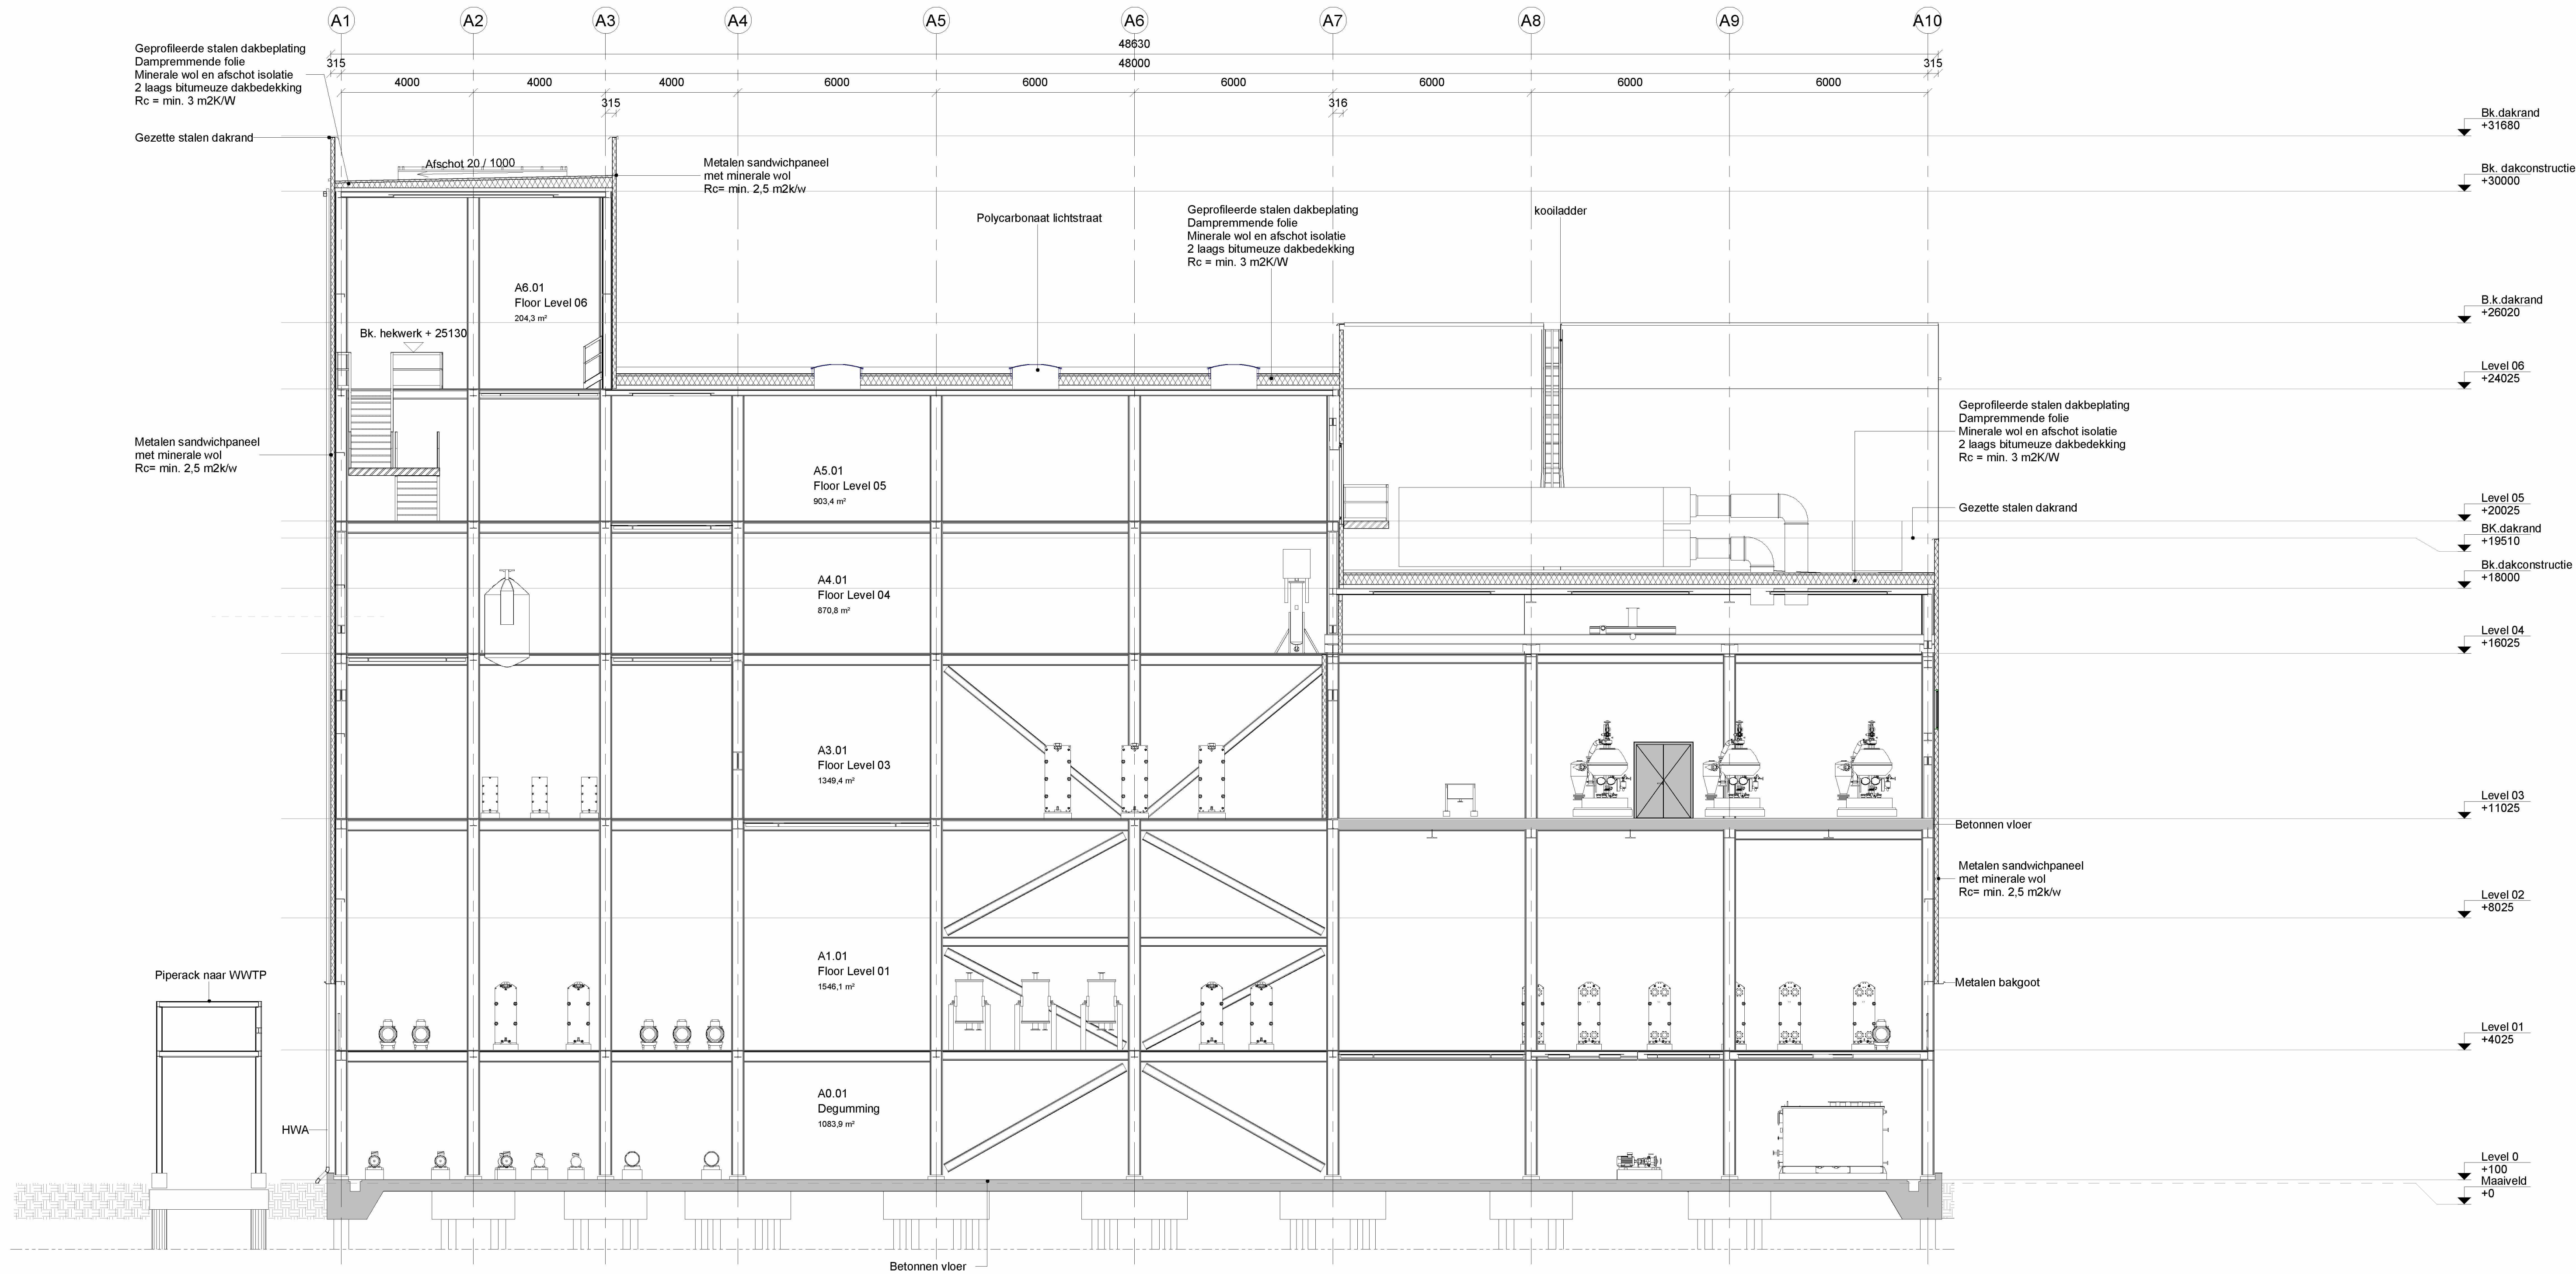 A1 A2 A3 A4 A5 A6 A7 A8 A9 A10
48630
315 48000 315
4000 4000 4000 6000 6000 6000 6000 6000 6000
315 316
Geprofileerde stalen dakbeplating
Dampremmende folie
Minerale wol en afschot isolatie
2 laags bitumeuze dakbedekking
Rc = min. 3 m2K/W
Gezette stalen dakrand
Afschot 20 / 1000
Metalen sandwichpaneel
met minerale wol
Rc= min. 2,5 m2k/w
Polycarbonaat lichtstraat
Geprofileerde stalen dakbeplating
Dampremmende folie
Minerale wol en afschot isolatie
2 laags bitumeuze dakbedekking
Rc = min. 3 m2K/W
kooiladder
Bk.dakrand
+31680
Bk. dakconstructie
+30000
B.k.dakrand
+26020
Level 06
+24025
A6.01
Floor Level 06
204,3 m²
Bk. hekwerk + 25130
Metalen sandwichpaneel
met minerale wol
Rc= min. 2,5 m2k/w
Geprofileerde stalen dakbeplating
Dampremmende folie
Minerale wol en afschot isolatie
2 laags bitumeuze dakbedekking
Rc = min. 3 m2K/W
Gezette stalen dakrand
A5.01
Floor Level 05
903,4 m²
Level 05
+20025
BK.dakrand
+19510
Bk.dakconstructie
+18000
A4.01
Floor Level 04
870,8 m²
Level 04
+16025
A3.01
Floor Level 03
1349,4 m²
Level 03
+11025
Betonnen vloer
Metalen sandwichpaneel
met minerale wol
Rc= min. 2,5 m2k/w
Level 02
+8025
A1.01
Floor Level 01
1546,1 m²
Piperack naar WWTP
Metalen bakgoot
Level 01
+4025
A0.01
Degumming
1083,9 m²
HWA
Level 0
+100
Maaiveld
+0
Betonnen vloer